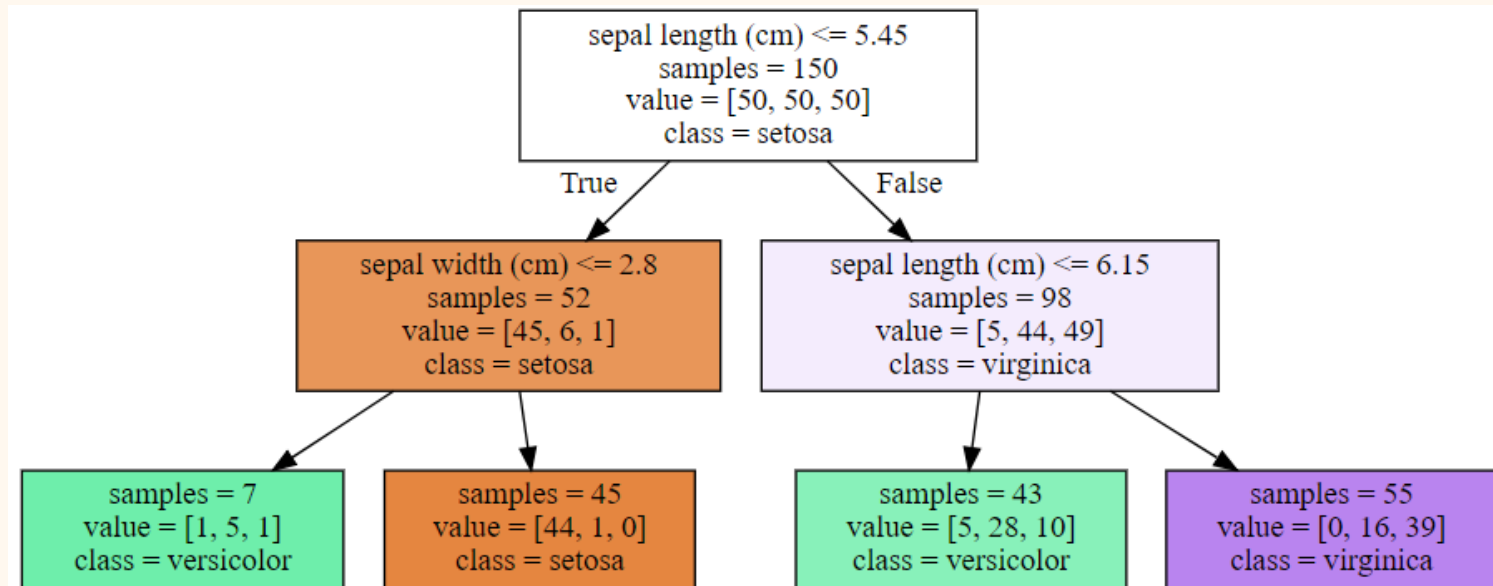 sepal length (cm) <= 5.45
samples = 150
value = [50, 50, 50]
class = setosa
True
False
sepal width (cm) <= 2.8
samples = 52
value = [45, 6, 1]
class = setosa
sepal length (cm) <= 6.15
samples = 98
value = [5, 44, 49]
class = virginica
samples = 7
value = [1, 5, 1]
class = versicolor
samples = 45
value = [44, 1, 0]
class = setosa
samples = 43
value = [5, 28, 10]
class = versicolor
samples = 55
value = [0, 16, 39]
class = virginica